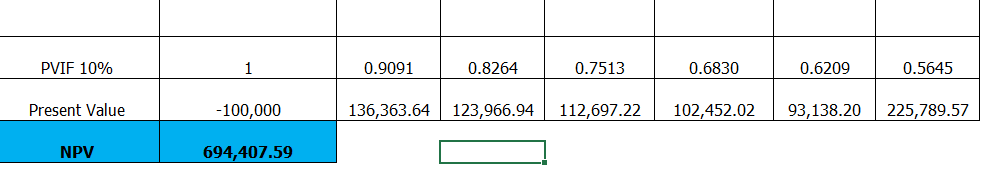 PVIF 10% 1 0.9091 0.8264 0.7513 0.6830 0.6209 0.5645
Present Value -100,000 136,363.64 123,966.94 112,697.22 102,452.02 93,138.20 225,789.57
NPV 694,407.59